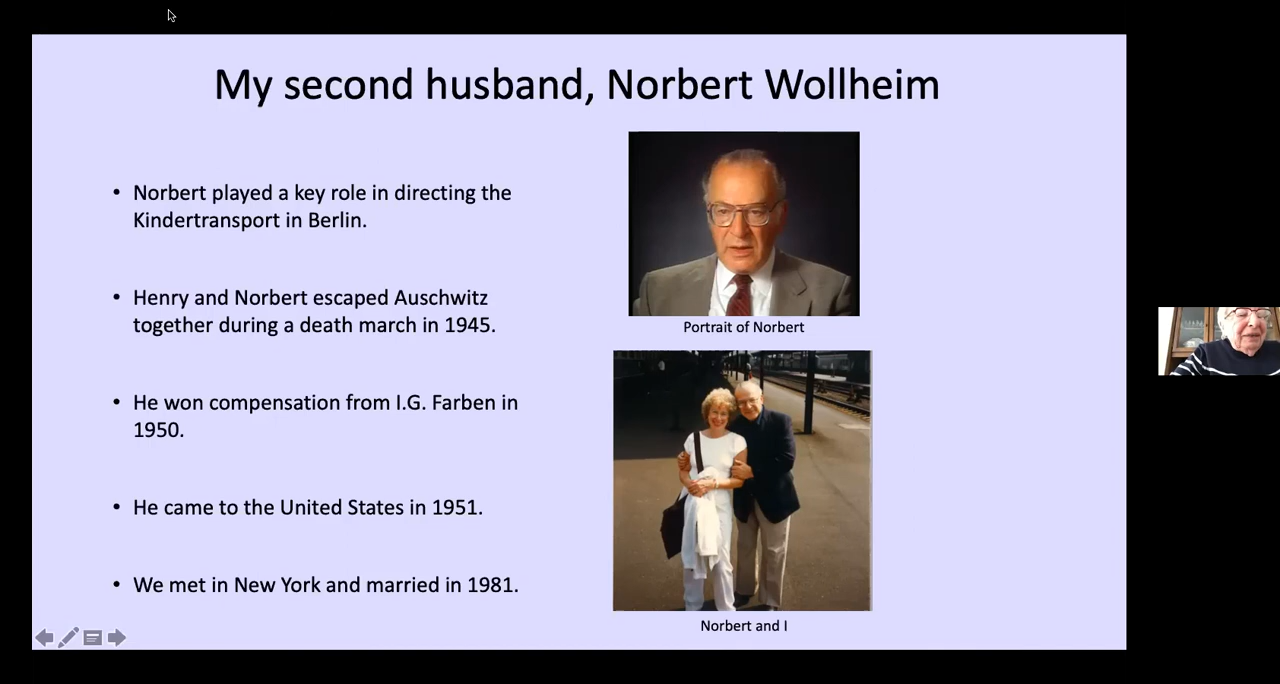 My second husband, Norbert Wollheim
• Norbert played a key role in directing the
Kindertransport in Berlin.
• Henry and Norbert escaped Auschwitz
together during a death march in 1945.
• He won compensation from I.G. Farben in
1950.
• He came to the United States in 1951.
• We met in New York and married in 1981.
Portrait of Norbert
Norbert and I